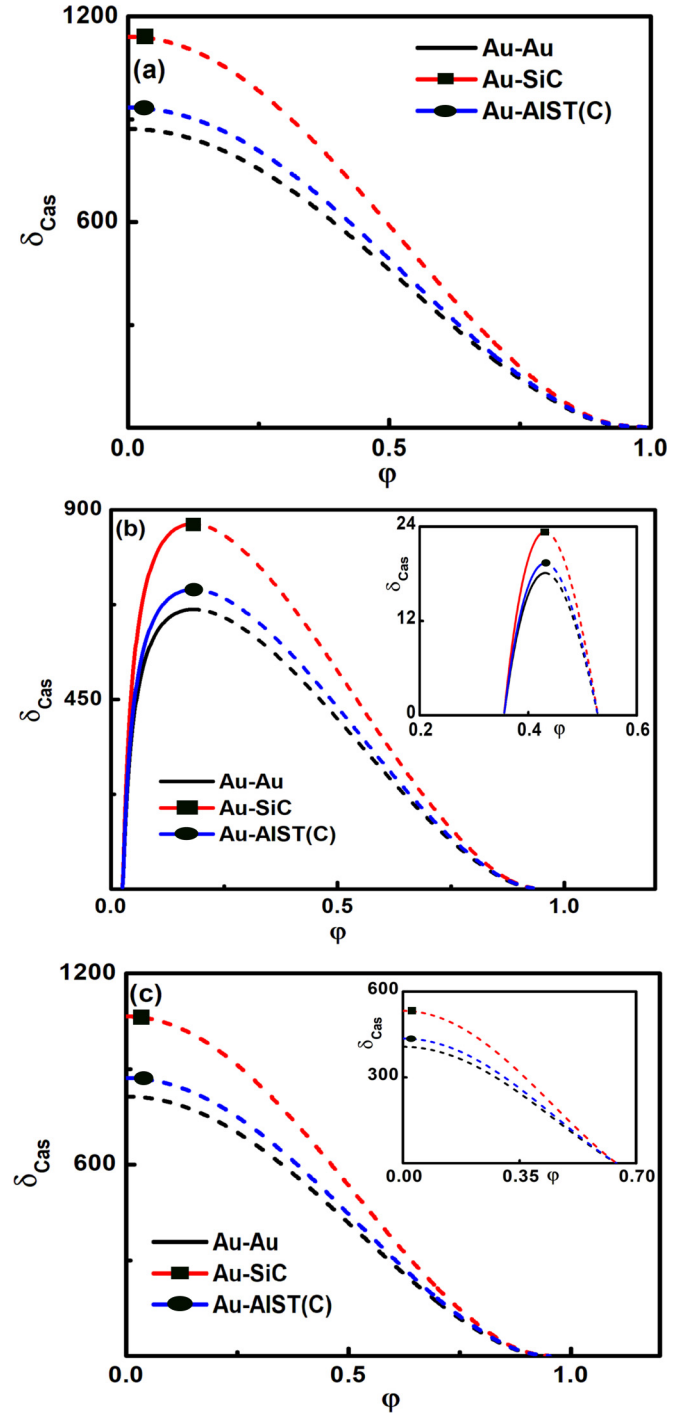 1200
(a)
Au-Au
Au-SiC
Au-AIST(C)
600
δCas
0.0
0.5
1.0
φ
900
(b)
24
δCas
12
0
0.2
0.4
φ
0.6
450
δCas
Au-Au
Au-SiC
Au-AIST(C)
0.0
0.5
1.0
φ
1200
(c)
600
δCas
300
0.00
0.35
φ
0.70
600
δCas
Au-Au
Au-SiC
Au-AIST(C)
0.0
0.5
1.0
φ